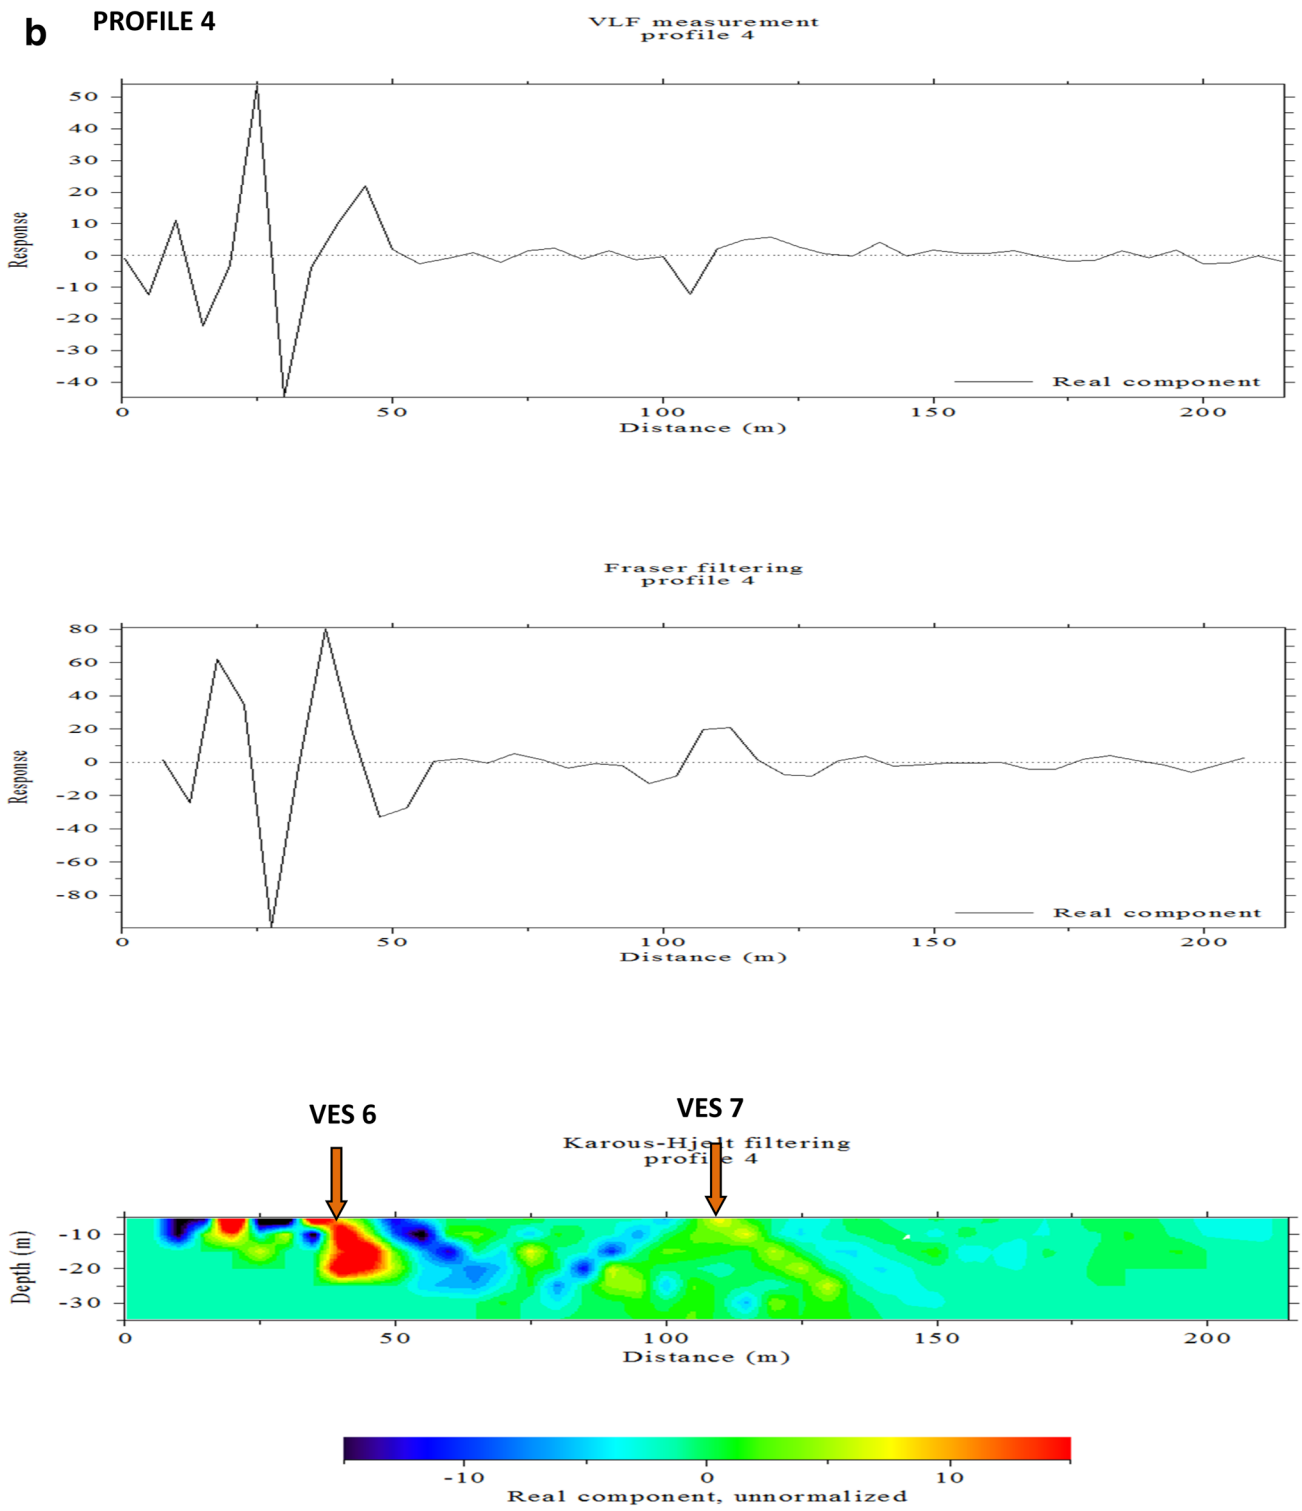 b
PROFILE 4
VLF measurement
profile 4
50
40
30
20
10
0
-10
-20
-30
-40
Response
Real component
0 50 100 150 200
Distance (m)
Fraser filtering
profile 4
80
60
40
20
0
-20
-40
-60
-80
Response
Real component
0 50 100 150 200
Distance (m)
VES 6
VES 7
Karous-Hjelt filtering
profile 4
-10
-20
-30
Depth (m)
0 50 100 150 200
Distance (m)
-10 0 10
Real component, unnormalized